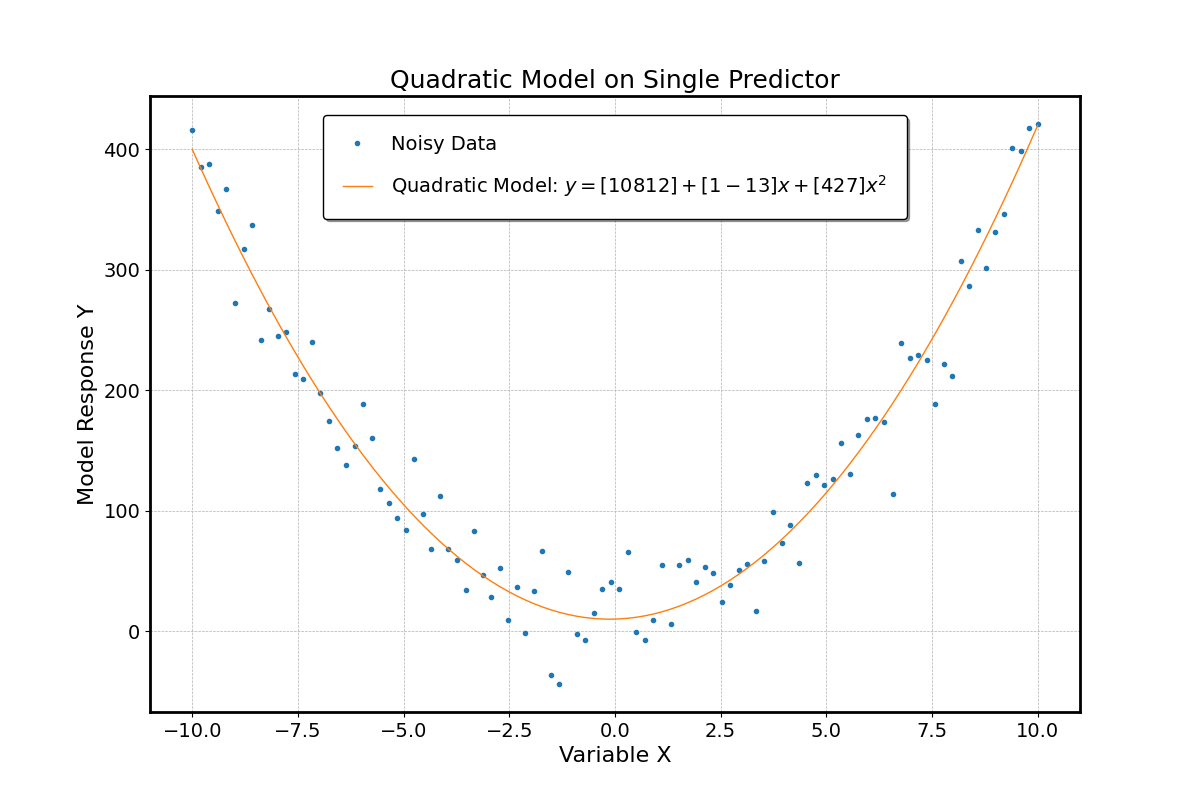 Quadratic Model on Single Predictor
Noisy Data
Quadratic Model: y = [10812] + [1 − 13]x + [427]x²
Model Response Y
400
300
200
100
0
−10.0 −7.5 −5.0 −2.5 0.0 2.5 5.0 7.5 10.0
Variable X